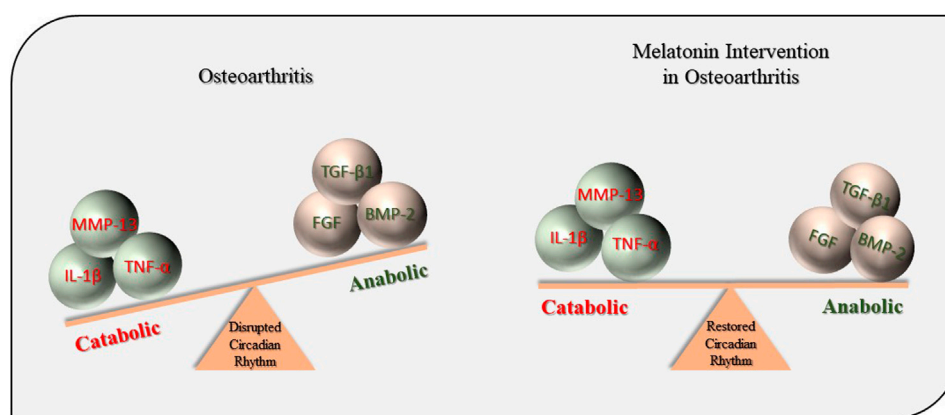 Osteoarthritis
MMP-13
IL-1β
TNF-α
TGF-β1
FGF
BMP-2
Catabolic
Anabolic
Disrupted
Circadian
Rhythm
Melatonin Intervention
in Osteoarthritis
MMP-13
IL-1β
TNF-α
TGF-β1
FGF
BMP-2
Catabolic
Anabolic
Restored
Circadian
Rhythm